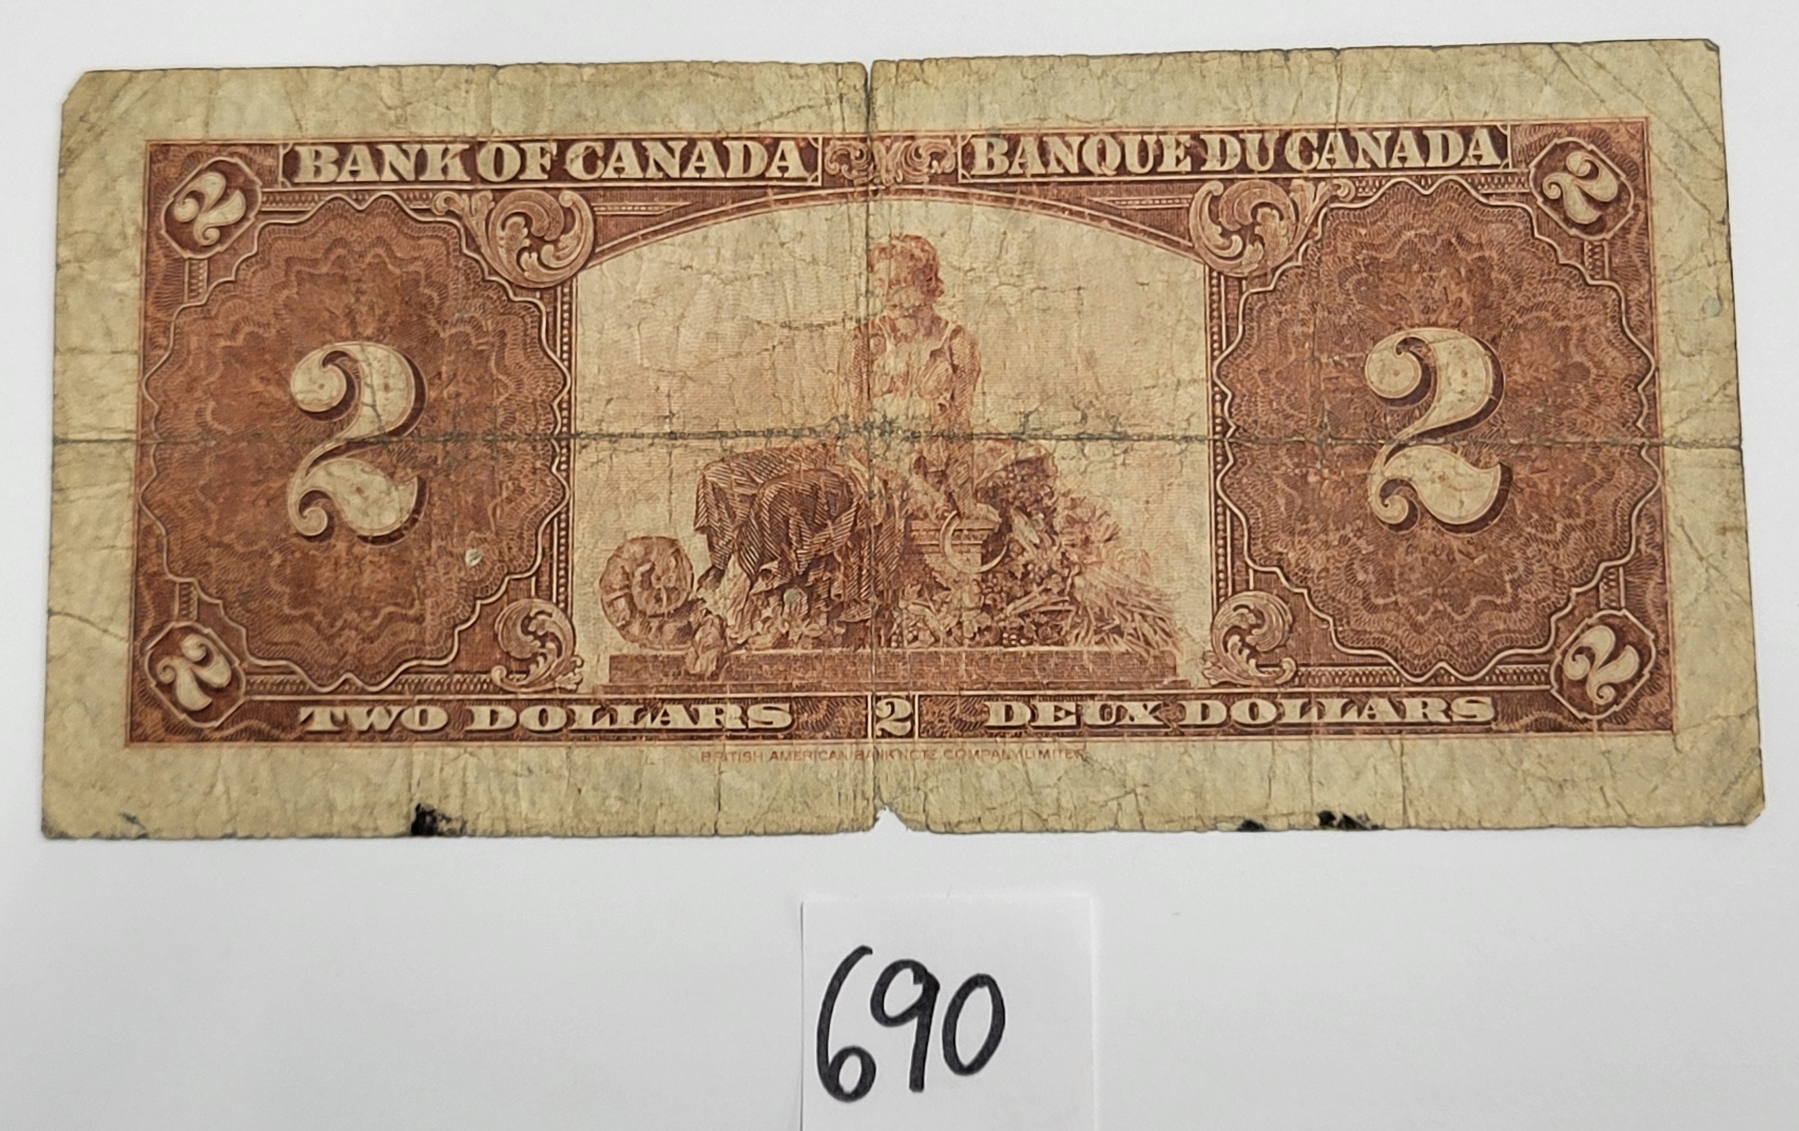 2 BANK OF CANADA BANQUE DU CANADA 2
2 2
2 TWO DOLLARS 2 DEUX DOLLARS 2
BRITISH AMERICAN BANK NOTE COMPANY LIMITED
690